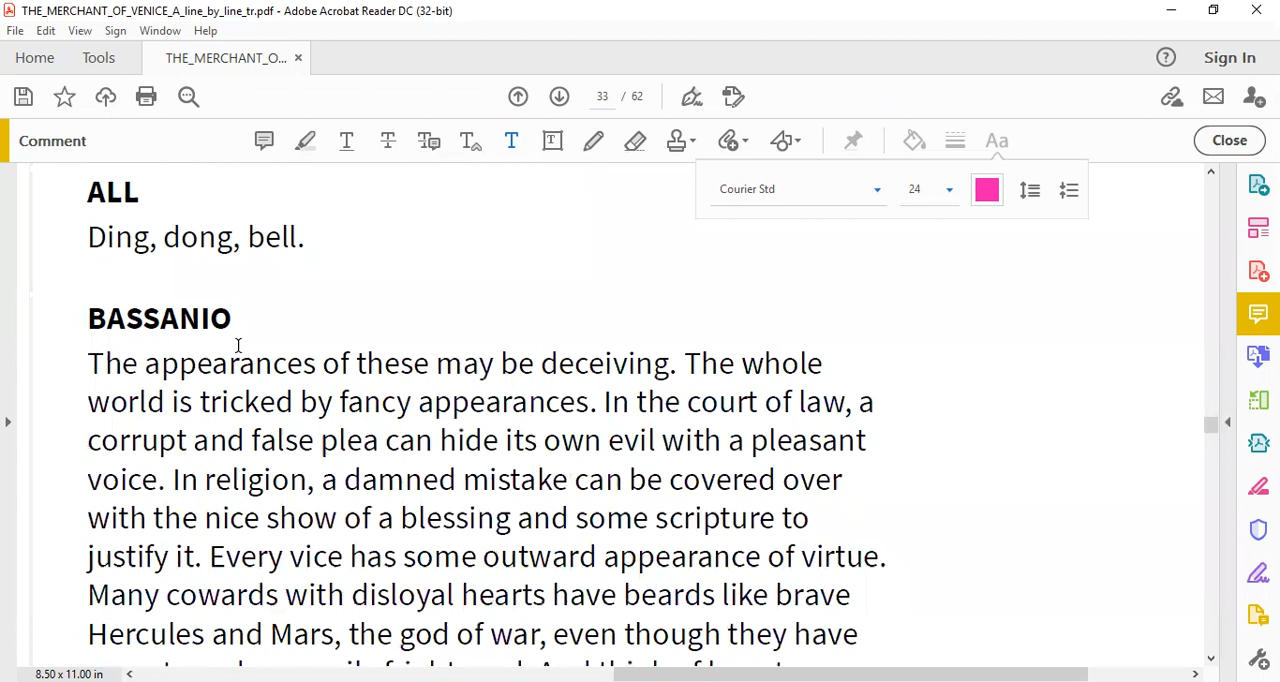 THE_MERCHANT_OF_VENICE_A_line_by_line_tr.pdf - Adobe Acrobat Reader DC (32-bit)
File Edit View Sign Window Help
Home Tools THE_MERCHANT_O... × Sign In
33 / 62
Comment Close
Courier Std 24
ALL
Ding, dong, bell.
BASSANIO
The appearances of these may be deceiving. The whole
world is tricked by fancy appearances. In the court of law, a
corrupt and false plea can hide its own evil with a pleasant
voice. In religion, a damned mistake can be covered over
with the nice show of a blessing and some scripture to
justify it. Every vice has some outward appearance of virtue.
Many cowards with disloyal hearts have beards like brave
Hercules and Mars, the god of war, even though they have
8.50 x 11.00 in